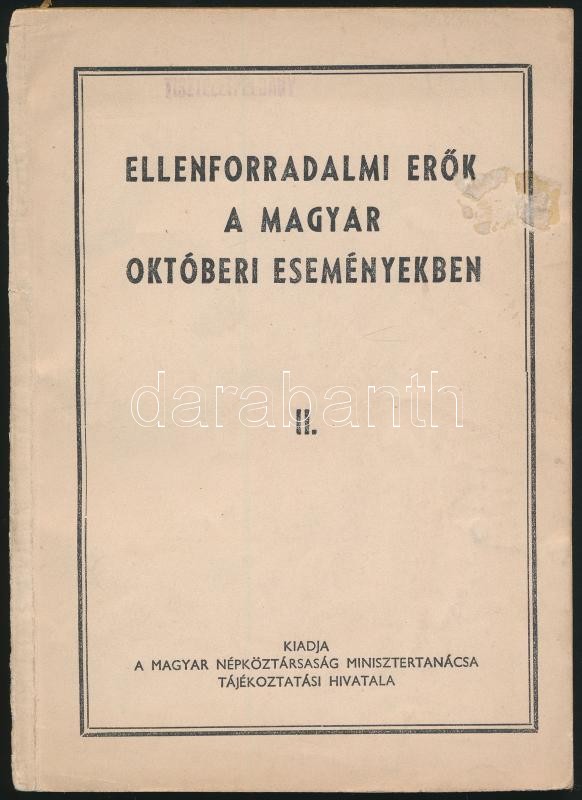 ELLENFORRADALMI ERŐK
A MAGYAR
OKTÓBERI ESEMÉNYEKBEN
darabanth
II.
KIADJA
A MAGYAR NÉPKÖZTÁRSASÁG MINISZTERTANÁCSA
TÁJÉKOZTATÁSI HIVATALA